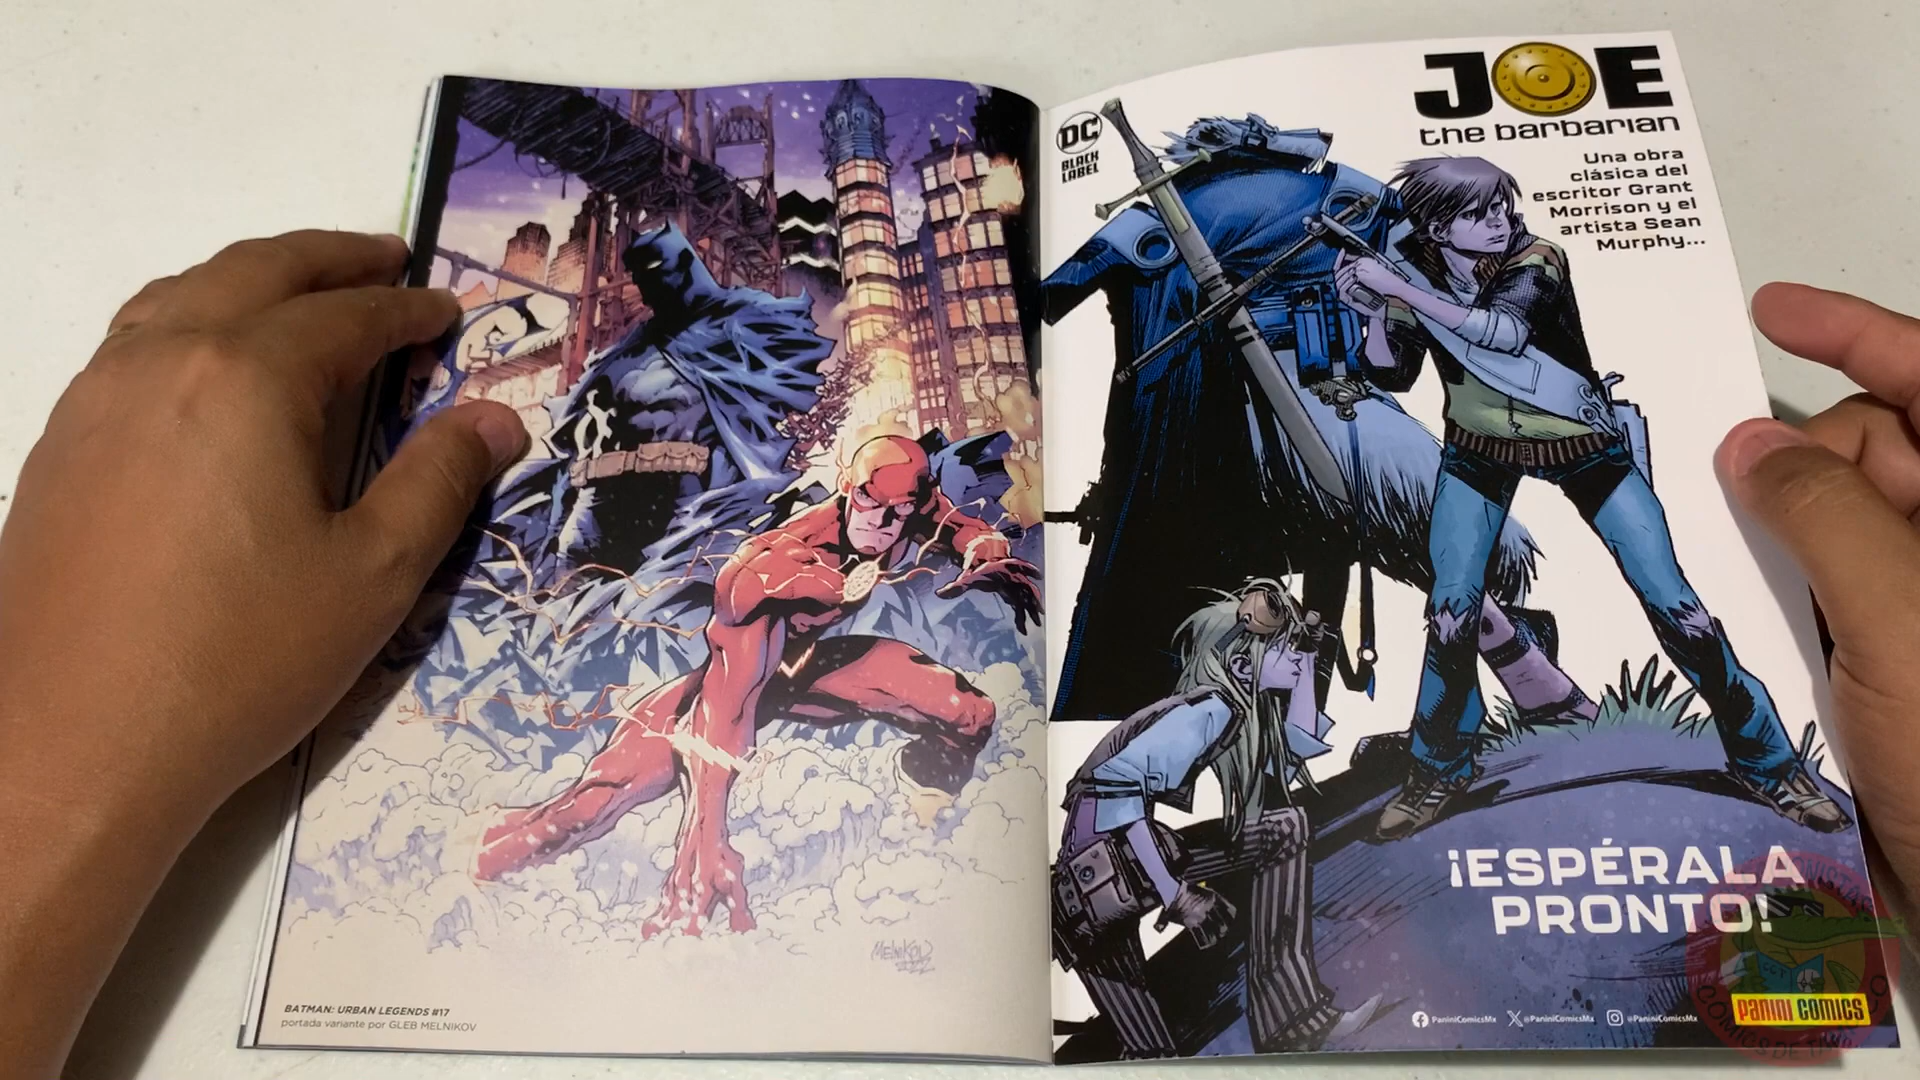 MELNIKOV
2022
BATMAN: URBAN LEGENDS #17
portada variante por GLEB MELNIKOV
DC
BLACK
LABEL
JOE
the barbarian
Una obra
clásica del
escritor Grant
Morrison y el
artista Sean
Murphy...
¡ESPÉRALA
PRONTO!
PaniniComicsMx @PaniniComicsMx @PaniniComicsMx
PANINI COMICS